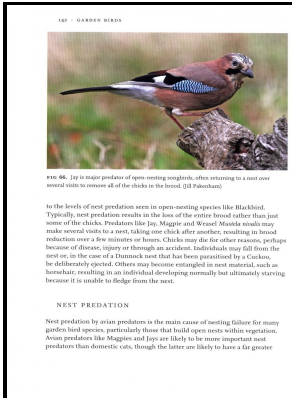 192 · GARDEN BIRDS
FIG 66. Jay is major predator of open-nesting songbirds, often returning to a nest over
several visits to remove all of the chicks in the brood. (Jill Pakenham)
to the levels of nest predation seen in open-nesting species like Blackbird.
Typically, nest predation results in the loss of the entire brood rather than just
some of the chicks. Predators like Jay, Magpie and Weasel Mustela nivalis may
make several visits to a nest, taking one chick after another, resulting in brood
reduction over a few minutes or hours. Chicks may die for other reasons, perhaps
because of disease, injury or through an accident. Individuals may fall from the
nest or, in the case of a Dunnock nest that has been parasitised by a Cuckoo,
be deliberately ejected. Others may become entangled in nest material, such as
horsehair, resulting in an individual developing normally but ultimately starving
because it is unable to fledge from the nest.
NEST PREDATION
Nest predation by avian predators is the main cause of nesting failure for many
garden bird species, particularly those that build open nests within vegetation.
Avian predators like Magpies and Jays are likely to be more important nest
predators than domestic cats, though the latter are likely to have a far greater